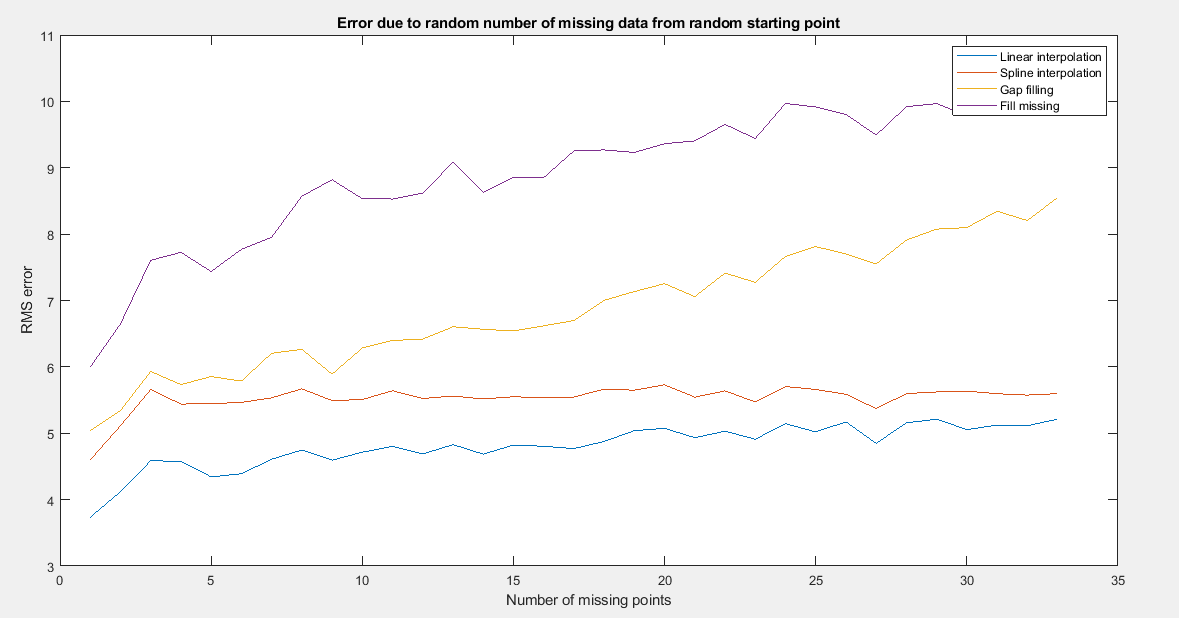 Error due to random number of missing data from random starting point
11
10
9
8
7
6
5
4
3
RMS error
Linear interpolation
Spline interpolation
Gap filling
Fill missing
0 5 10 15 20 25 30 35
Number of missing points